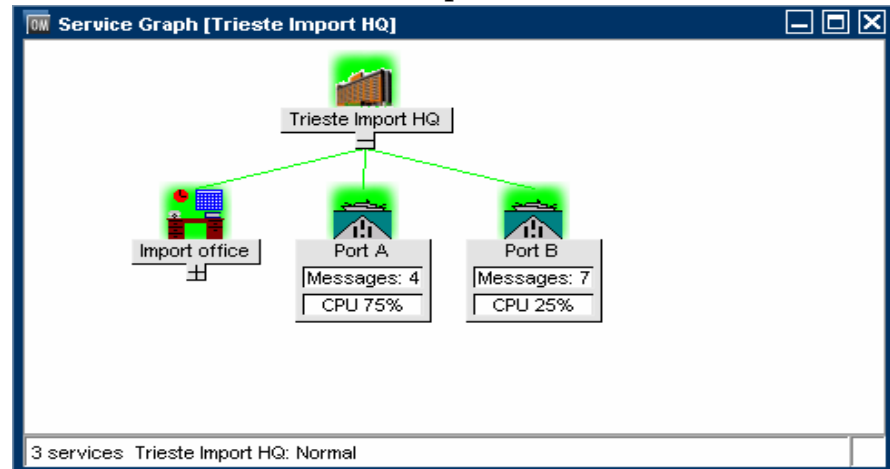 OM Service Graph [Trieste Import HQ]
Trieste Import HQ
Import office
Port A
Messages: 4
CPU 75%
Port B
Messages: 7
CPU 25%
3 services Trieste Import HQ: Normal